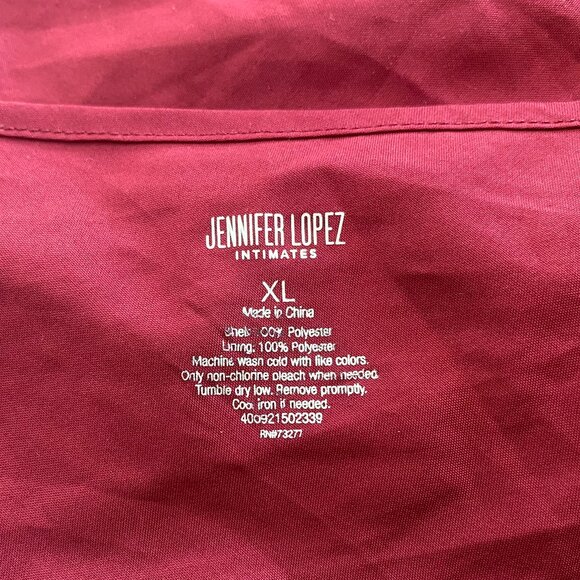 JENNIFER LOPEZ
INTIMATES
XL
Made in China
Shell: 100% Polyester
Lining: 100% Polyester
Machine wash cold with like colors.
Only non-chlorine bleach when needed.
Tumble dry low. Remove promptly.
Cool iron if needed.
400921502339
RN#73277